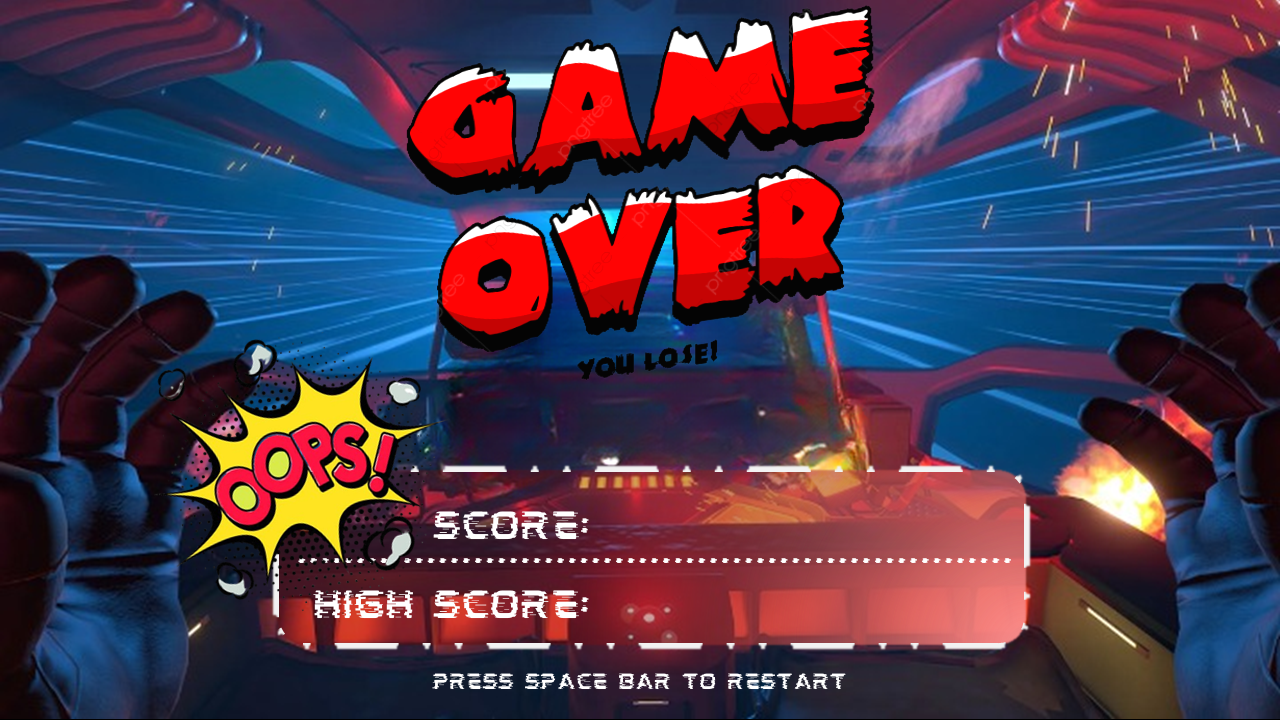 GAME
OVER
YOU LOSE!
OOPS!
SCORE:
HIGH SCORE:
PRESS SPACE BAR TO RESTART